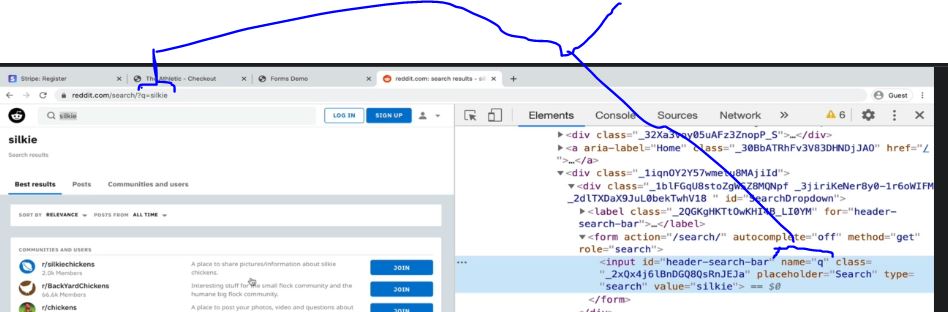 Stripe: Register
The Athletic - Checkout
Forms Demo
reddit.com: search results - sil
reddit.com/search/?q=silkie
Guest
silkie
LOG IN
SIGN UP
silkie
Search results
Best results Posts Communities and users
SORT BY RELEVANCE POSTS FROM ALL TIME
COMMUNITIES AND USERS
r/silkiechickens
2.0k Members
A place to share pictures/information about silkie
chickens.
JOIN
r/BackYardChickens
66.6k Members
Interesting stuff for the small flock community and the
humane big flock community.
JOIN
r/chickens
A place to post your photos, video and questions about
JOIN
Elements Console Sources Network » 6
<div class="_32Xa3voy05uAFz3ZnopP_S">…</div>
<a aria-label="Home" class="_30BbATRhFv3V83DHNDjJAO" href="/
">…</a>
<div class="_1iqnOY2Y57wmetu8MAjiId">
<div class="_1blFGqU8stoZgWSZ8MQNpf _3jiriKeNer8y0-1r6oWIFM
_2dlTXDaX9JuL0bekTwhV18 " id="SearchDropdown">
<label class="_2QGKgHKTtOwKHI4B_LI0YM" for="header-
search-bar">…</label>
<form action="/search/" autocomplete="off" method="get"
role="search">
<input id="header-search-bar" name="q" class=
"_2xQx4j6lBnDGQ8QsRnJEJa" placeholder="Search" type=
"search" value="silkie"> == $0
</form>